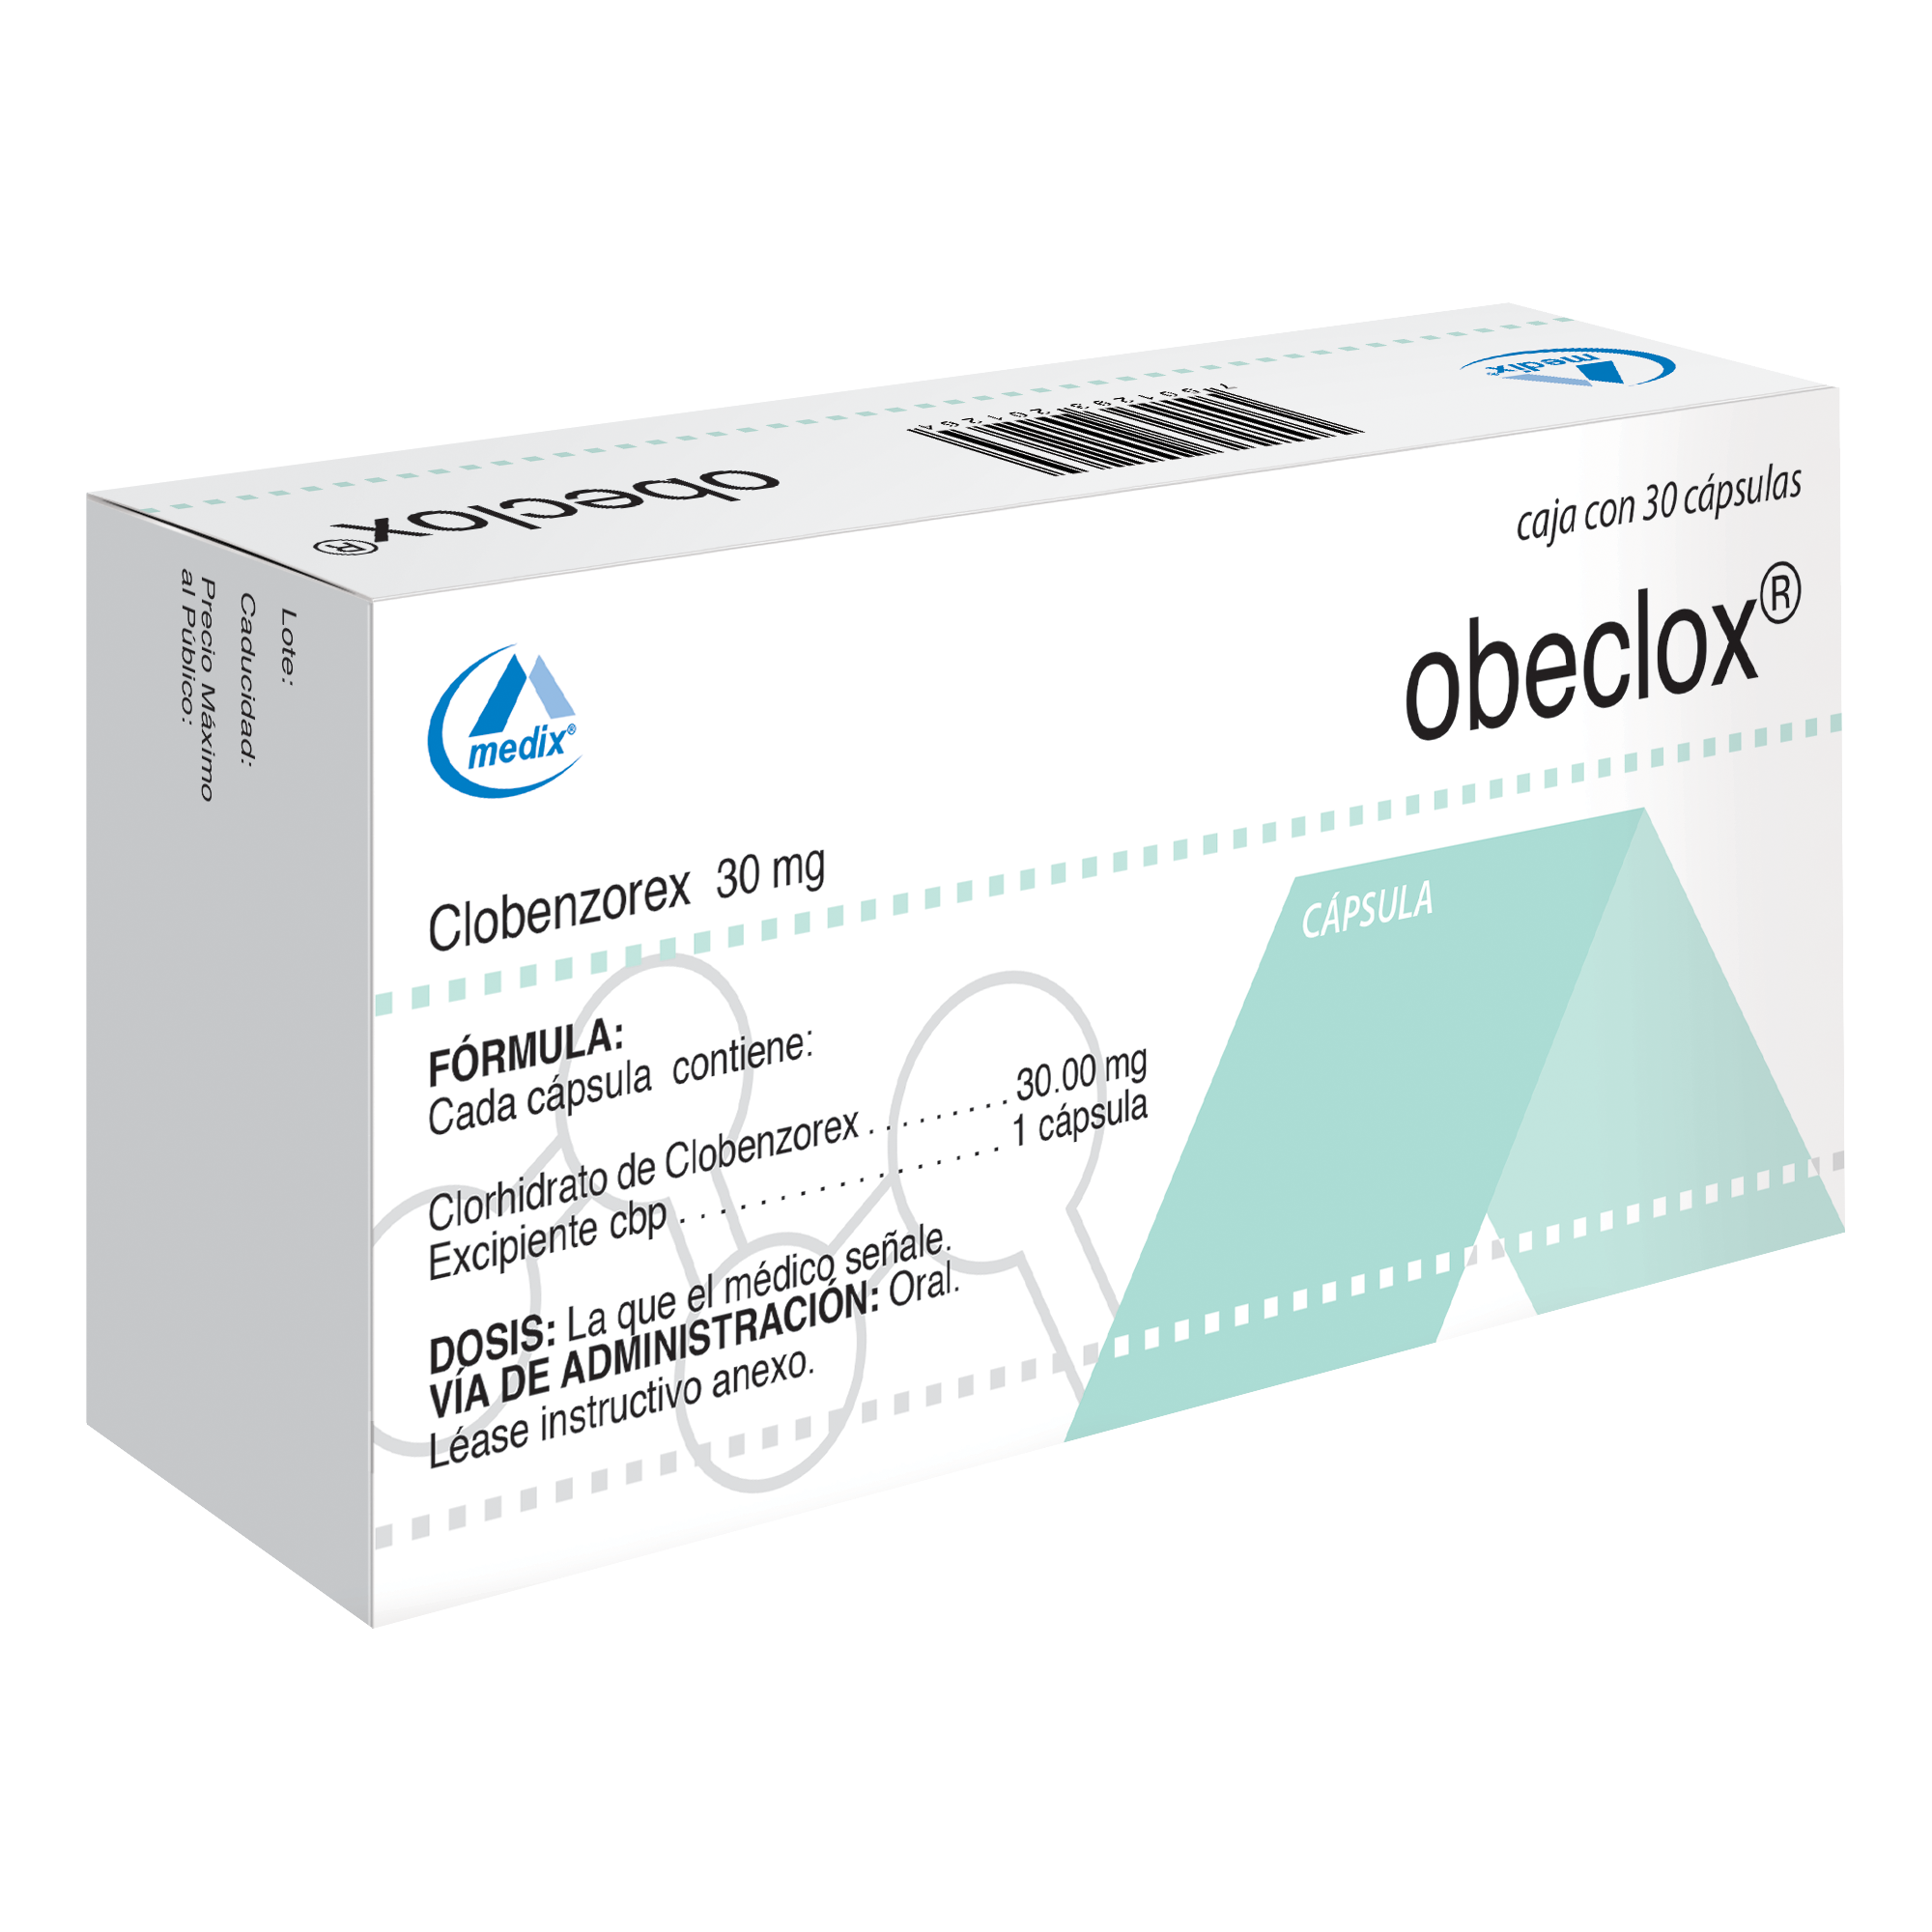 obeclox®
medix®
Lote:
Caducidad:
Precio Máximo
al Público:
caja con 30 cápsulas
obeclox®
medix®
Clobenzorex 30 mg
CÁPSULA
FÓRMULA:
Cada cápsula contiene:
Clorhidrato de Clobenzorex . . . . . . . . . 30.00 mg
Excipiente cbp . . . . . . . . . . . . . . 1 cápsula
DOSIS: La que el médico señale.
VÍA DE ADMINISTRACIÓN: Oral.
Léase instructivo anexo.